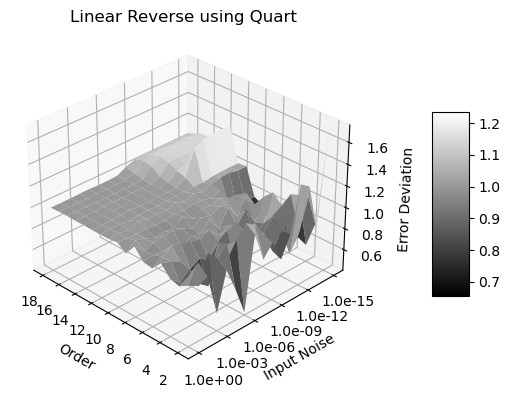 Linear Reverse using Quart
1.6
1.4
1.2
1.0
0.8
0.6
Error Deviation
18
16
14
12
10
8
6
4
2
Order
1.0e+00
1.0e-03
1.0e-06
1.0e-09
1.0e-12
1.0e-15
Input Noise
1.2
1.1
1.0
0.9
0.8
0.7